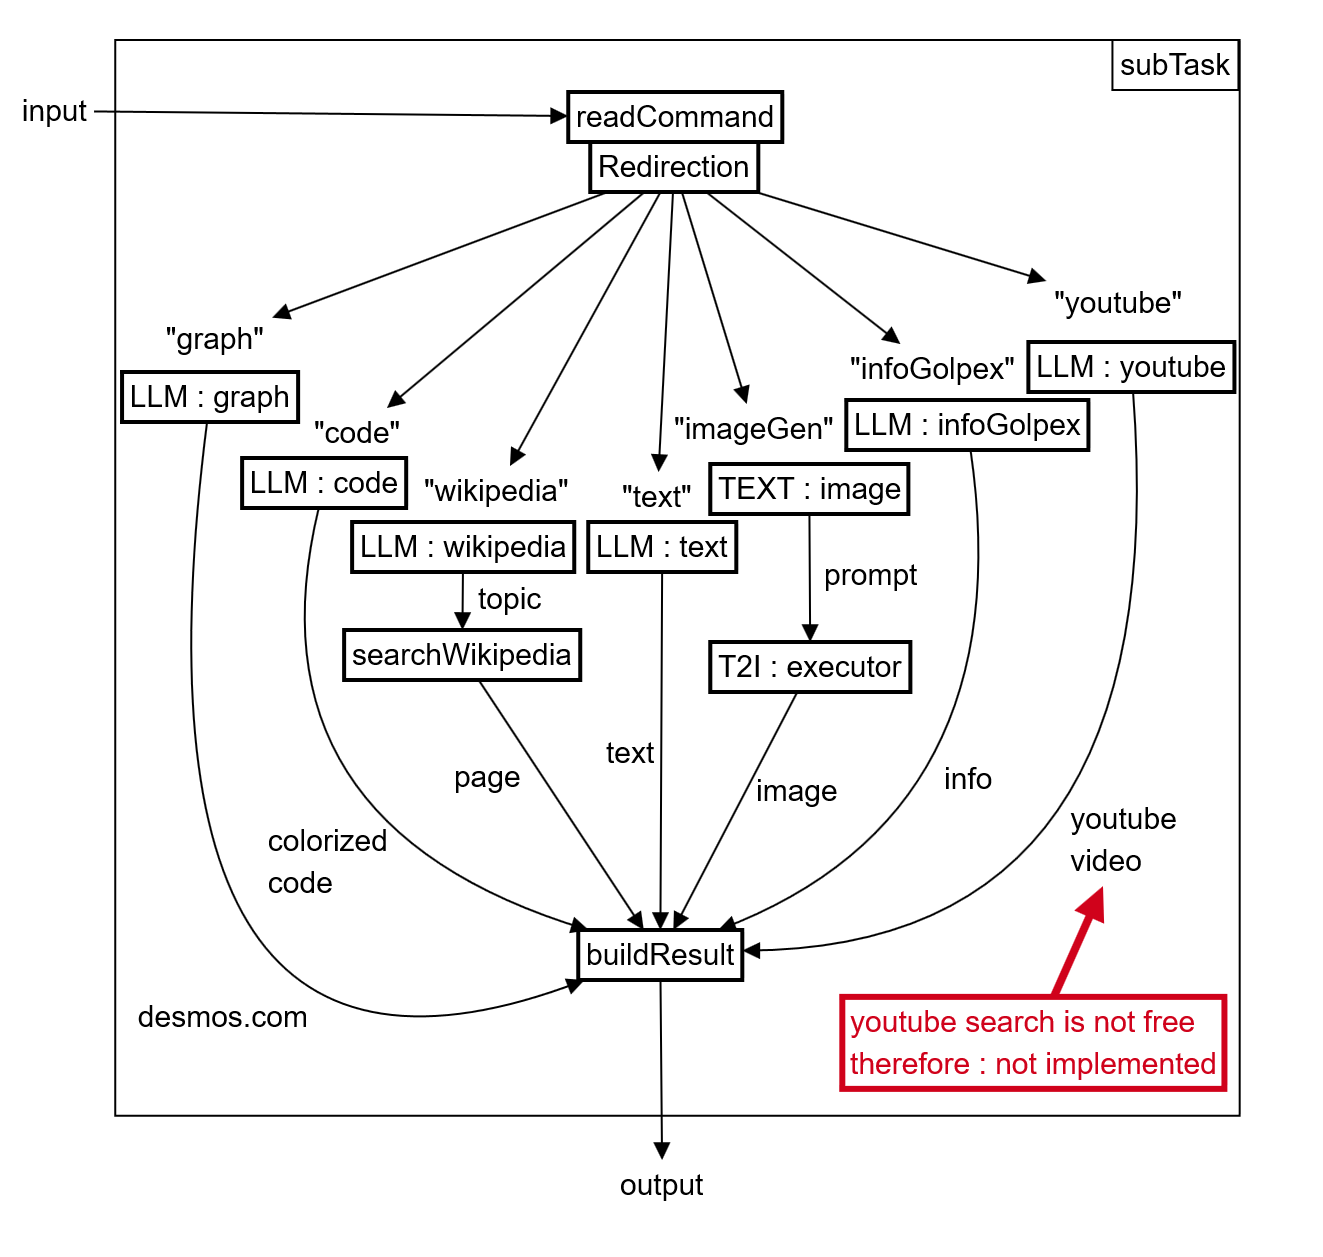 subTask
input
readCommand
Redirection
"youtube"
"graph"
"infoGolpex"
LLM : youtube
LLM : graph
"code"
"imageGen"
LLM : infoGolpex
LLM : code
"wikipedia"
"text"
TEXT : image
LLM : wikipedia
LLM : text
topic
prompt
searchWikipedia
T2I : executor
text
page
image
info
youtube
video
colorized
code
buildResult
desmos.com
youtube search is not free
therefore : not implemented
output